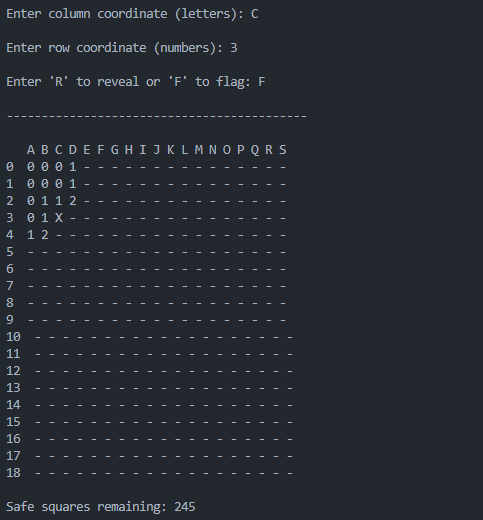 Enter column coordinate (letters): C
Enter row coordinate (numbers): 3
Enter 'R' to reveal or 'F' to flag: F
-------------------------------------------
A B C D E F G H I J K L M N O P Q R S
0 0 0 0 1 - - - - - - - - - - - - - - -
1 0 0 0 1 - - - - - - - - - - - - - - -
2 0 1 1 2 - - - - - - - - - - - - - - -
3 0 1 X - - - - - - - - - - - - - - - -
4 1 2 - - - - - - - - - - - - - - - - -
5 - - - - - - - - - - - - - - - - - - -
6 - - - - - - - - - - - - - - - - - - -
7 - - - - - - - - - - - - - - - - - - -
8 - - - - - - - - - - - - - - - - - - -
9 - - - - - - - - - - - - - - - - - - -
10 - - - - - - - - - - - - - - - - - - -
11 - - - - - - - - - - - - - - - - - - -
12 - - - - - - - - - - - - - - - - - - -
13 - - - - - - - - - - - - - - - - - - -
14 - - - - - - - - - - - - - - - - - - -
15 - - - - - - - - - - - - - - - - - - -
16 - - - - - - - - - - - - - - - - - - -
17 - - - - - - - - - - - - - - - - - - -
18 - - - - - - - - - - - - - - - - - - -
Safe squares remaining: 245